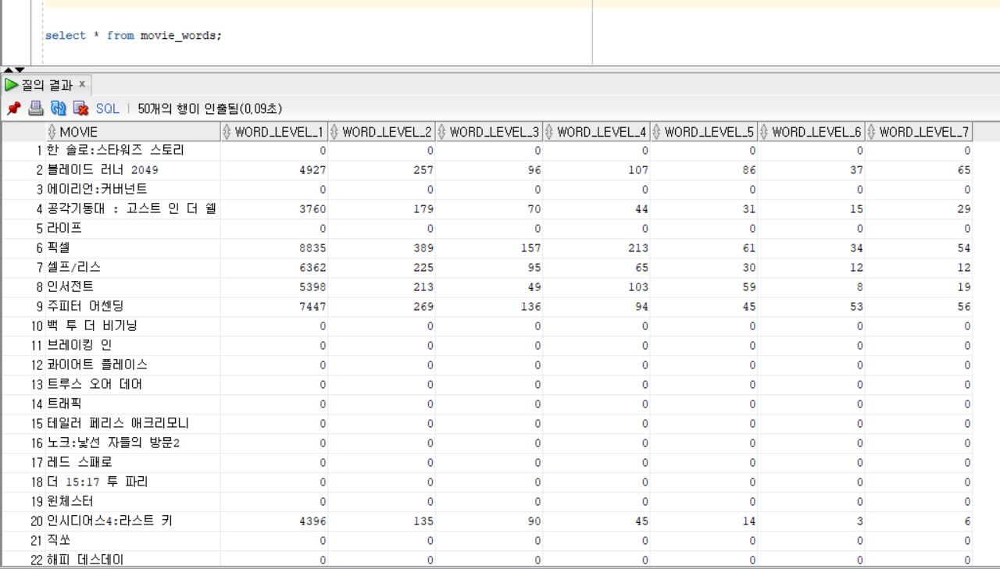 select * from movie_words;
질의 결과 x
SQL | 50개의 행이 인출됨(0,09초)
MOVIE WORD_LEVEL_1 WORD_LEVEL_2 WORD_LEVEL_3 WORD_LEVEL_4 WORD_LEVEL_5 WORD_LEVEL_6 WORD_LEVEL_7
1 한 솔로:스타워즈 스토리 0 0 0 0 0 0 0
2 블레이드 러너 2049 4927 257 96 107 86 37 65
3 에이리언:커버넌트 0 0 0 0 0 0 0
4 공각기동대 : 고스트 인 더 쉘 3760 179 70 44 31 15 29
5 라이프 0 0 0 0 0 0 0
6 픽셀 8835 389 157 213 61 34 54
7 셀프/리스 6362 225 95 65 30 12 12
8 인서전트 5398 213 49 103 59 8 19
9 주피터 어센딩 7447 269 136 94 45 53 56
10 백 투 더 비기닝 0 0 0 0 0 0 0
11 브레이킹 인 0 0 0 0 0 0 0
12 콰이어트 플레이스 0 0 0 0 0 0 0
13 트루스 오어 데어 0 0 0 0 0 0 0
14 트래픽 0 0 0 0 0 0 0
15 테일러 페리스 애크리모니 0 0 0 0 0 0 0
16 노크:낯선 자들의 방문2 0 0 0 0 0 0 0
17 레드 스패로 0 0 0 0 0 0 0
18 더 15:17 투 파리 0 0 0 0 0 0 0
19 윈체스터 0 0 0 0 0 0 0
20 인시디어스4:라스트 키 4396 135 90 45 14 3 6
21 직쏘 0 0 0 0 0 0 0
22 해피 데스데이 0 0 0 0 0 0 0